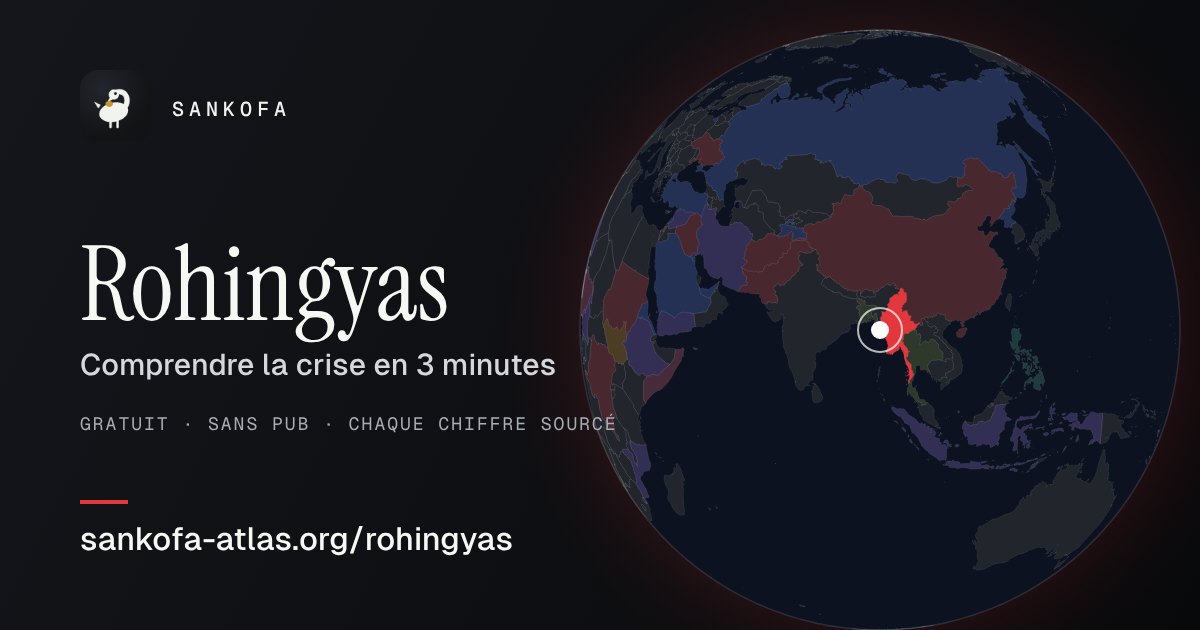 SANKOFA
Rohingyas
Comprendre la crise en 3 minutes
GRATUIT · SANS PUB · CHAQUE CHIFFRE SOURCÉ
sankofa-atlas.org/rohingyas